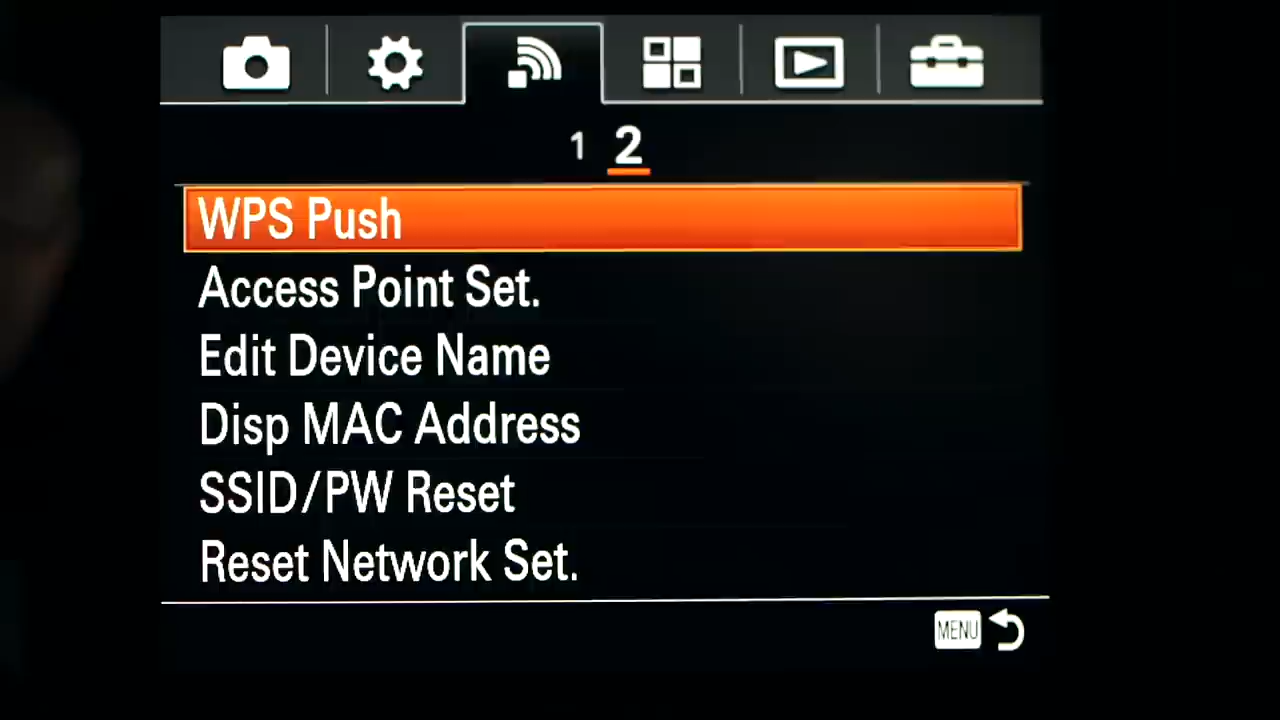 1 2
WPS Push
Access Point Set.
Edit Device Name
Disp MAC Address
SSID/PW Reset
Reset Network Set.
MENU